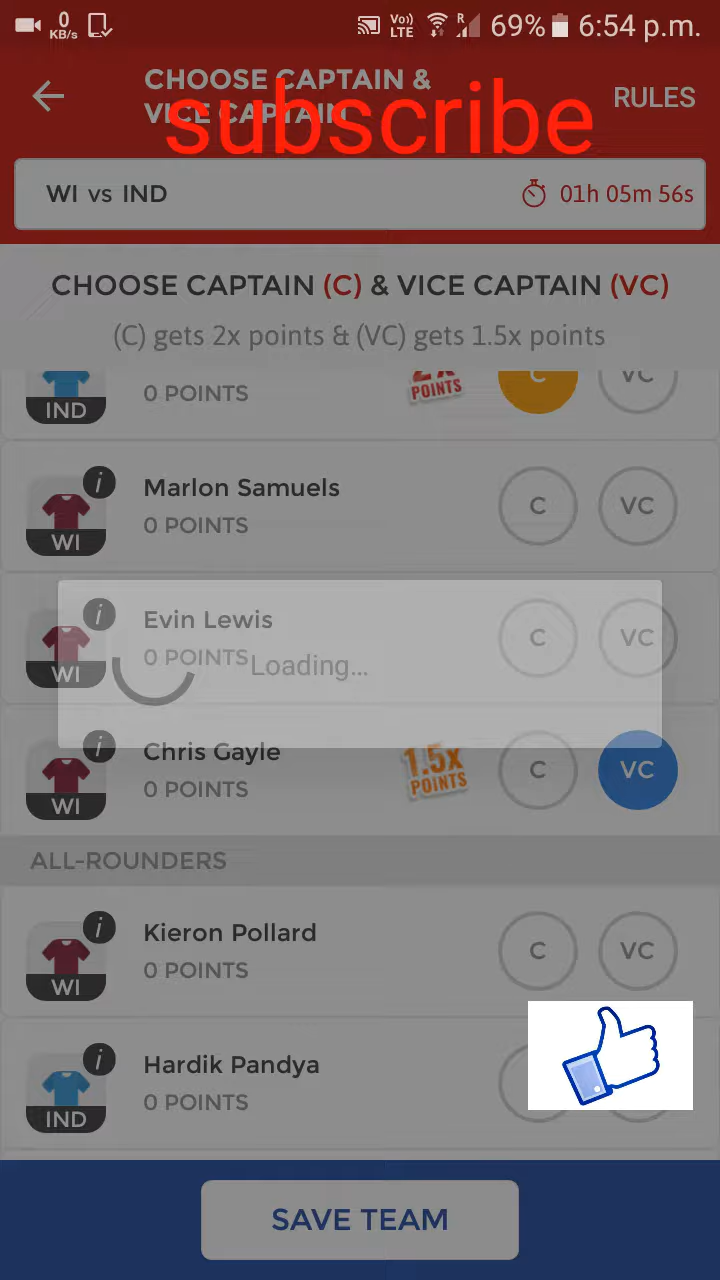 0
KB/s
Vo))
LTE
R
69%
6:54 p.m.
CHOOSE CAPTAIN &
VICE CAPTAIN
RULES
subscribe
WI vs IND
01h 05m 56s
CHOOSE CAPTAIN (C) & VICE CAPTAIN (VC)
(C) gets 2x points & (VC) gets 1.5x points
IND
0 POINTS
2X
POINTS
C
VC
i
Marlon Samuels
WI
0 POINTS
C
VC
i
Evin Lewis
WI
0 POINTS
Loading...
C
VC
i
Chris Gayle
WI
0 POINTS
1.5x
POINTS
C
VC
ALL-ROUNDERS
i
Kieron Pollard
WI
0 POINTS
C
VC
i
Hardik Pandya
IND
0 POINTS
SAVE TEAM